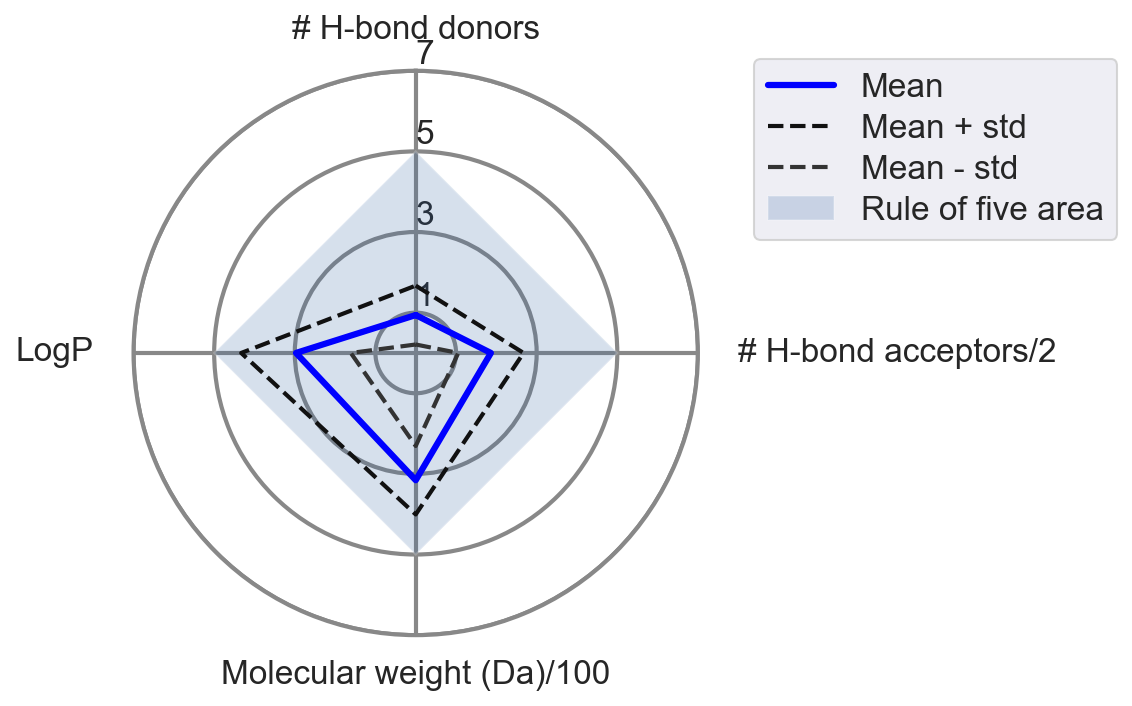 # H-bond donors
7
5
3
1
LogP
# H-bond acceptors/2
Molecular weight (Da)/100
Mean
Mean + std
Mean - std
Rule of five area